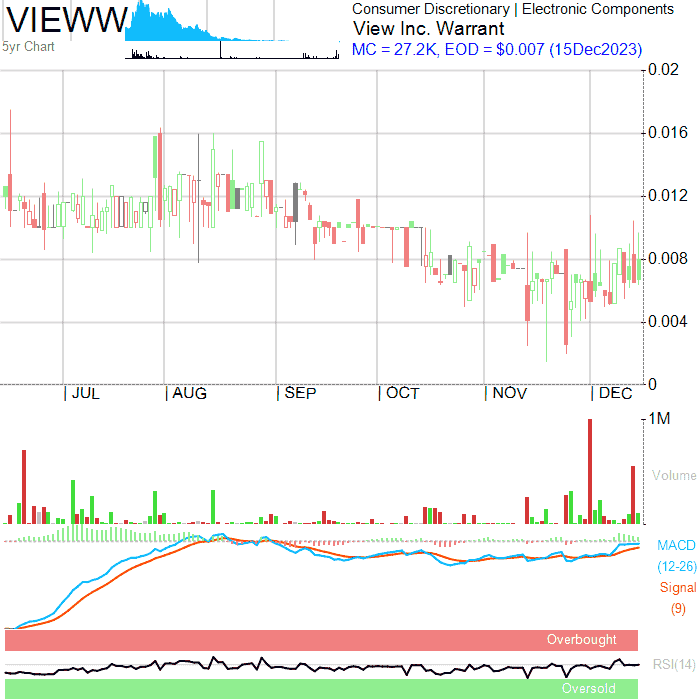 VIEWW
5yr Chart
Consumer Discretionary | Electronic Components
View Inc. Warrant
MC = 27.2K, EOD = $0.007 (15Dec2023)
0.02
0.016
0.012
0.008
0.004
0
| JUL | AUG | SEP | OCT | NOV | DEC
1M
Volume
MACD
(12-26)
Signal
(9)
Overbought
RSI(14)
Oversold